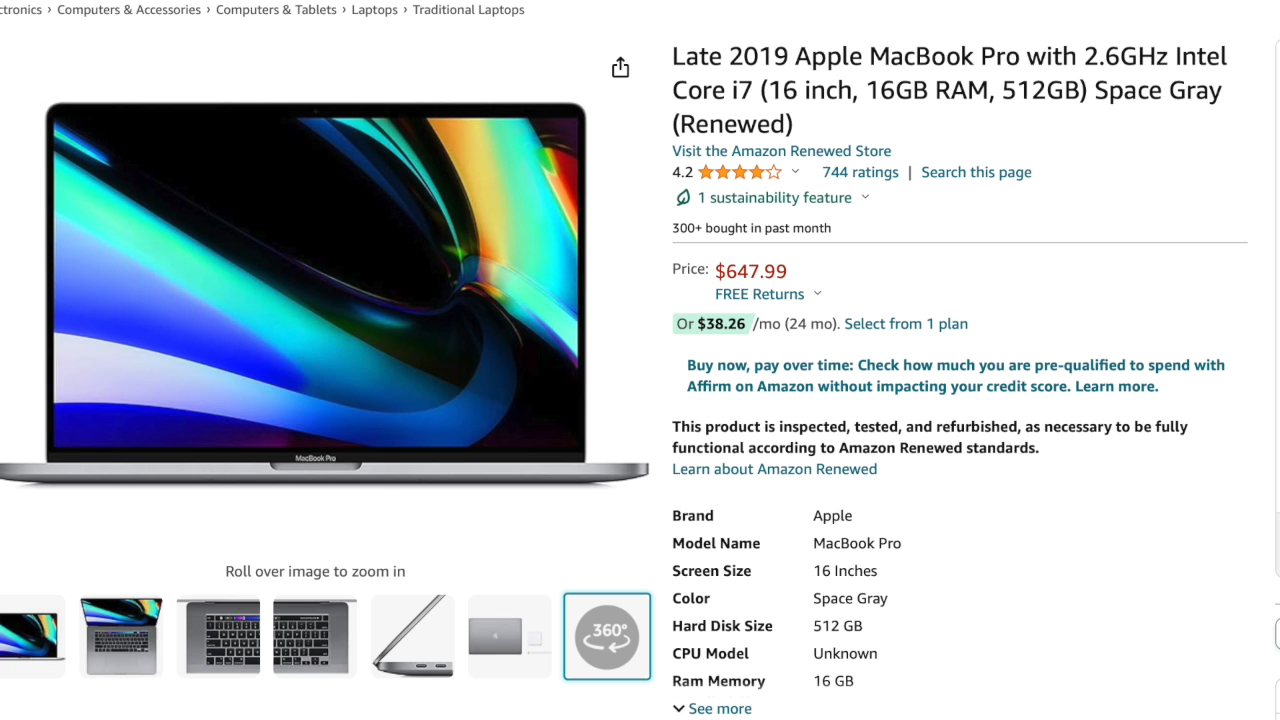 ctronics › Computers & Accessories › Computers & Tablets › Laptops › Traditional Laptops
Late 2019 Apple MacBook Pro with 2.6GHz Intel
Core i7 (16 inch, 16GB RAM, 512GB) Space Gray
(Renewed)
Visit the Amazon Renewed Store
4.2 744 ratings | Search this page
1 sustainability feature
300+ bought in past month
Price: $647.99
FREE Returns
Or $38.26 /mo (24 mo). Select from 1 plan
Buy now, pay over time: Check how much you are pre-qualified to spend with
Affirm on Amazon without impacting your credit score. Learn more.
This product is inspected, tested, and refurbished, as necessary to be fully
functional according to Amazon Renewed standards.
Learn about Amazon Renewed
Brand Apple
Model Name MacBook Pro
Screen Size 16 Inches
Color Space Gray
Hard Disk Size 512 GB
CPU Model Unknown
Ram Memory 16 GB
See more
MacBook Pro
Roll over image to zoom in
360°